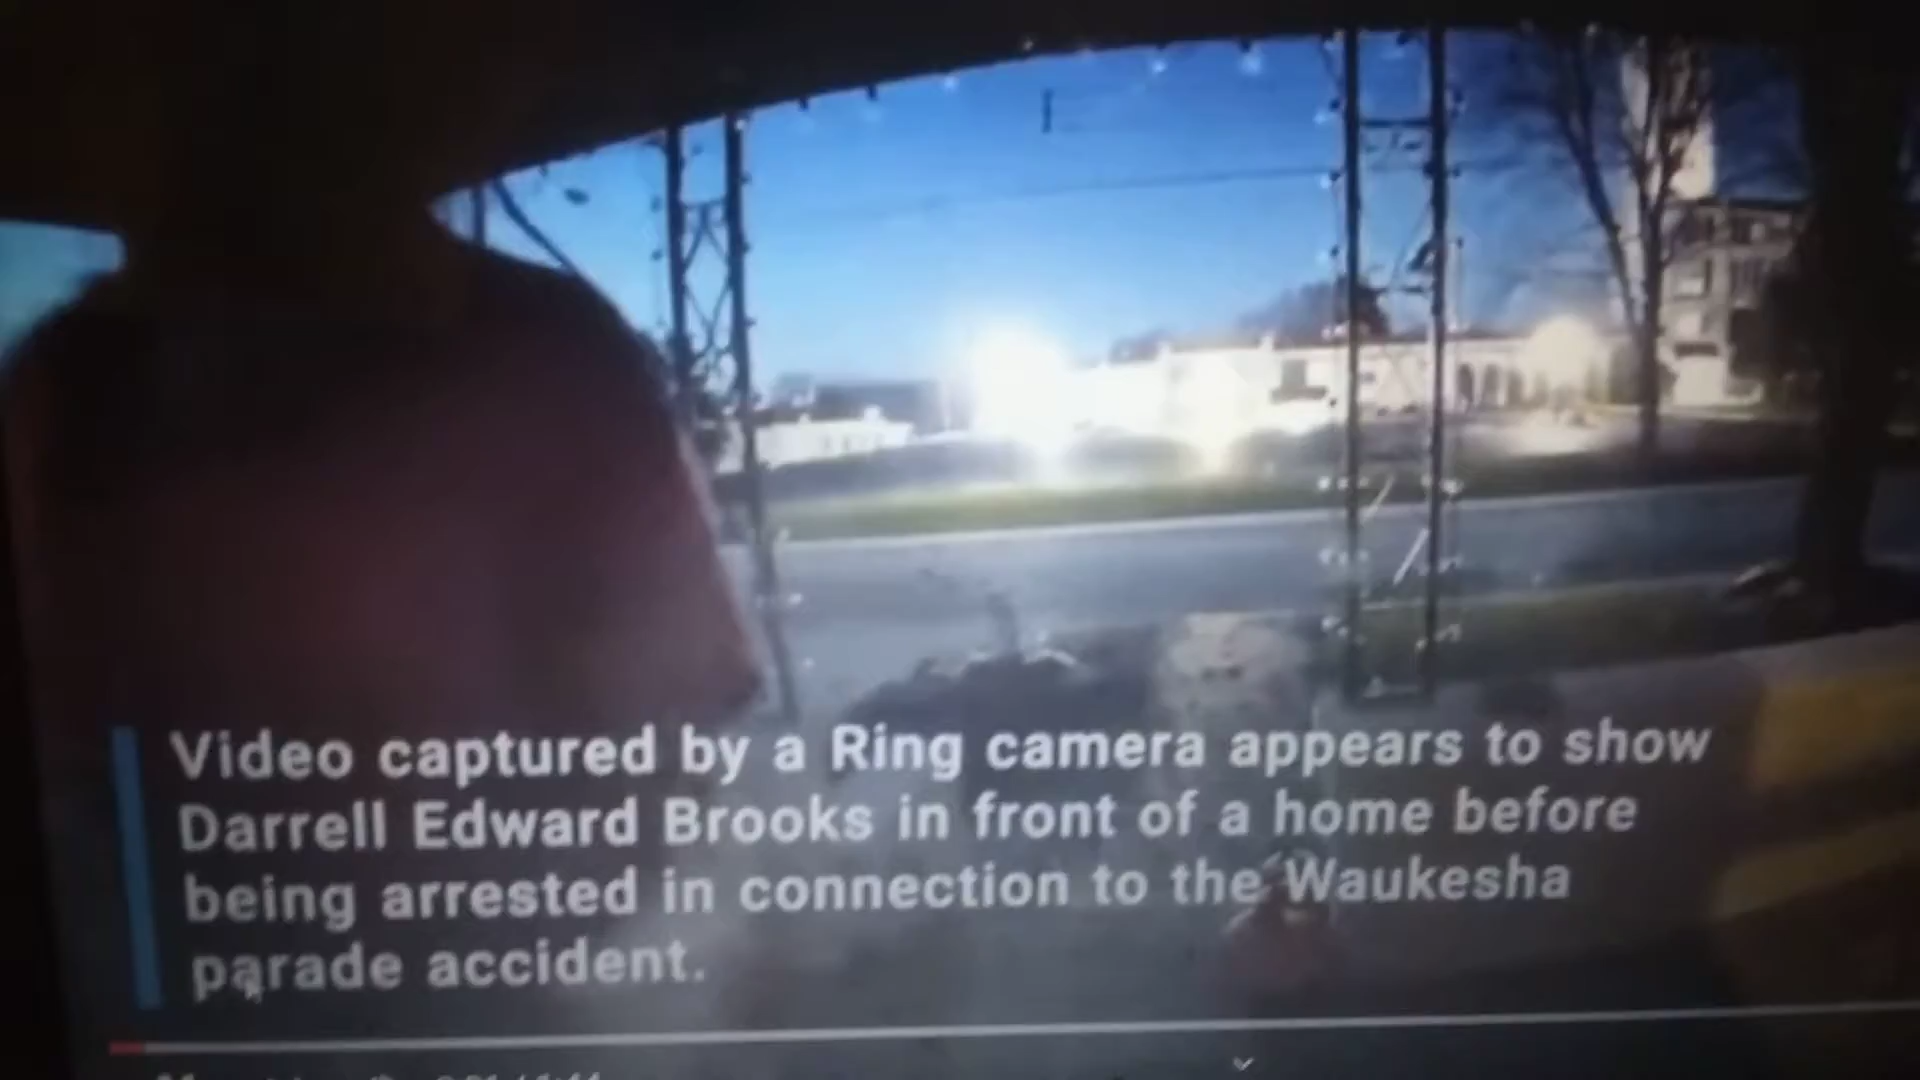 Video captured by a Ring camera appears to show
Darrell Edward Brooks in front of a home before
being arrested in connection to the Waukesha
parade accident.